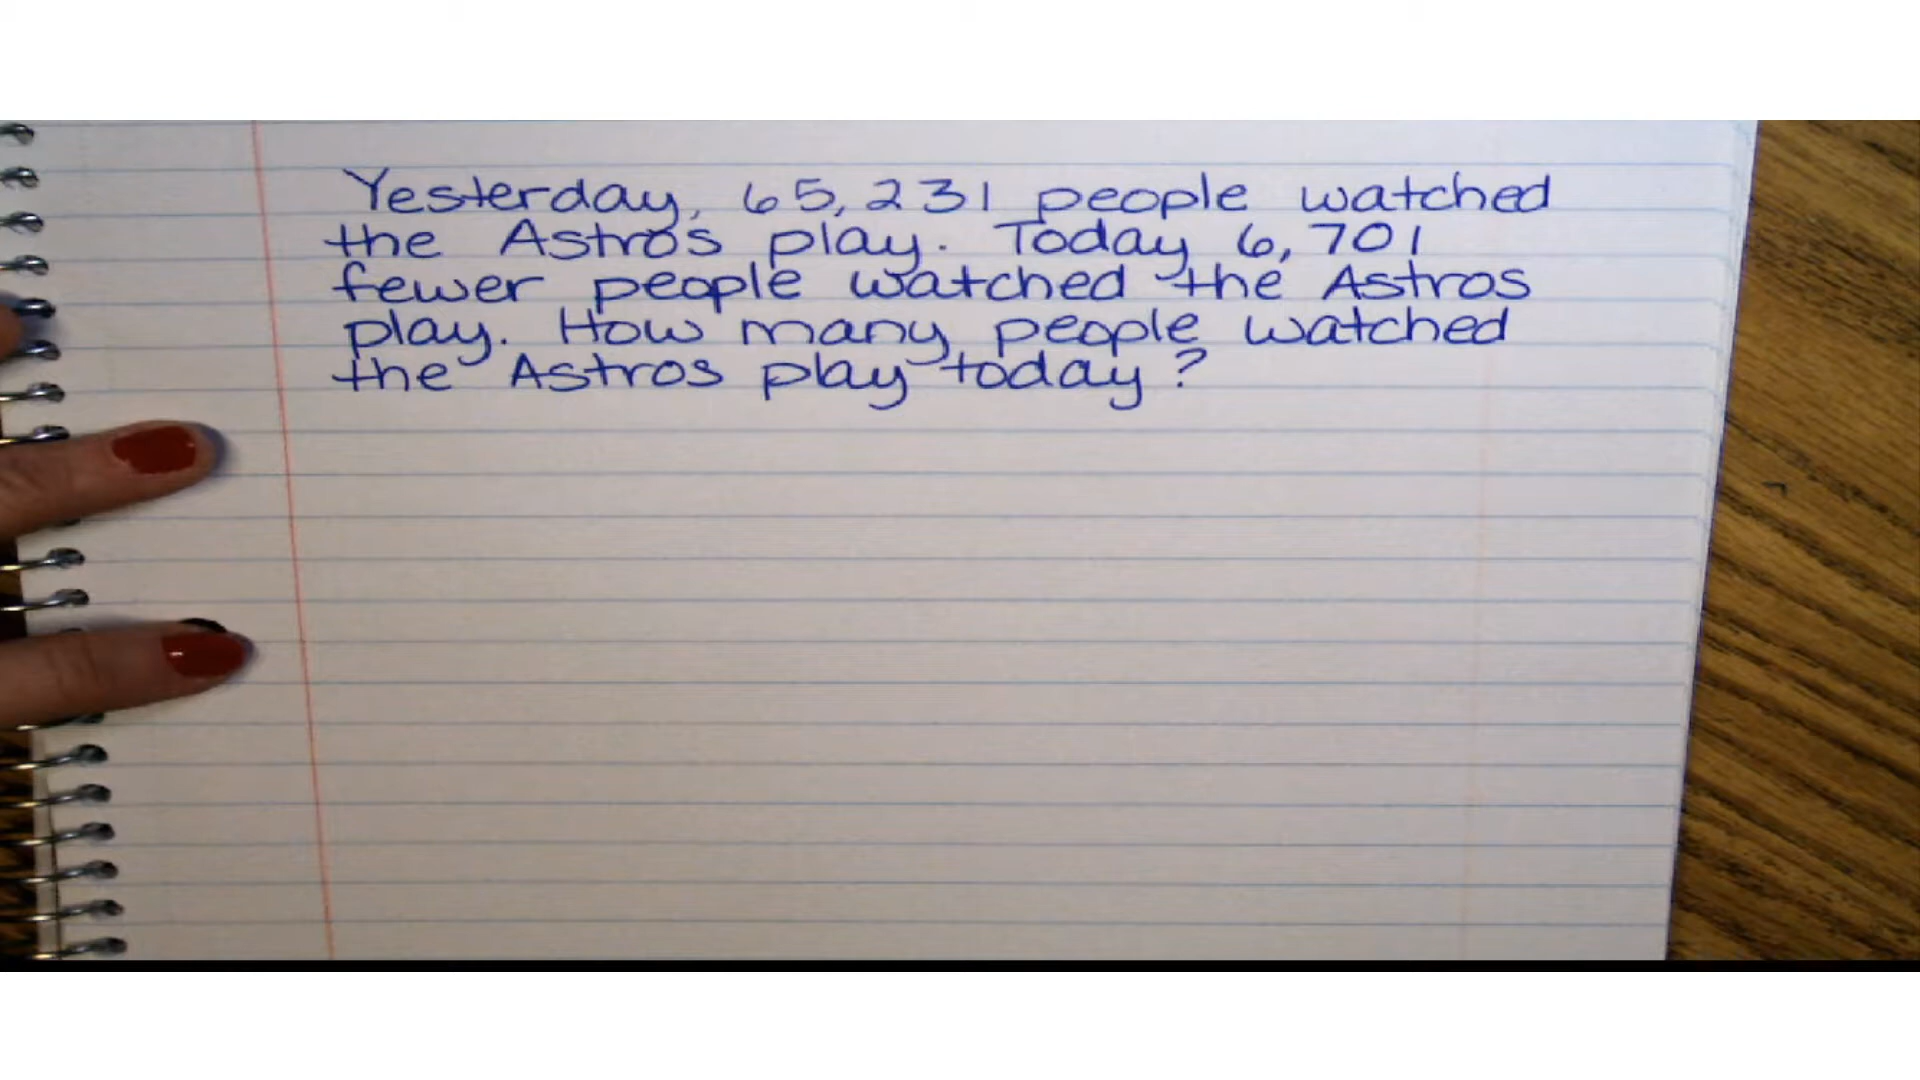 Yesterday, 65,231 people watched
the Astros play. Today 6,701
fewer people watched the Astros
play. How many people watched
the Astros play today?